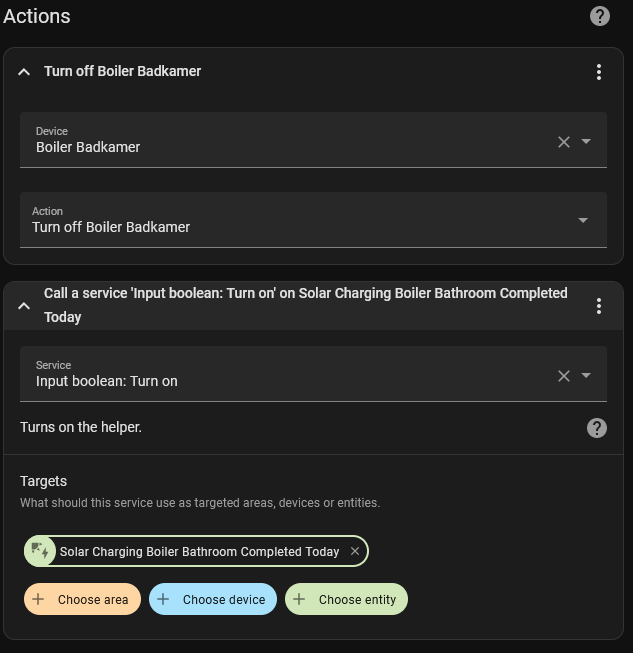 Actions
Turn off Boiler Badkamer
Device
Boiler Badkamer
Action
Turn off Boiler Badkamer
Call a service 'Input boolean: Turn on' on Solar Charging Boiler Bathroom Completed
Today
Service
Input boolean: Turn on
Turns on the helper.
Targets
What should this service use as targeted areas, devices or entities.
Solar Charging Boiler Bathroom Completed Today
Choose area
Choose device
Choose entity